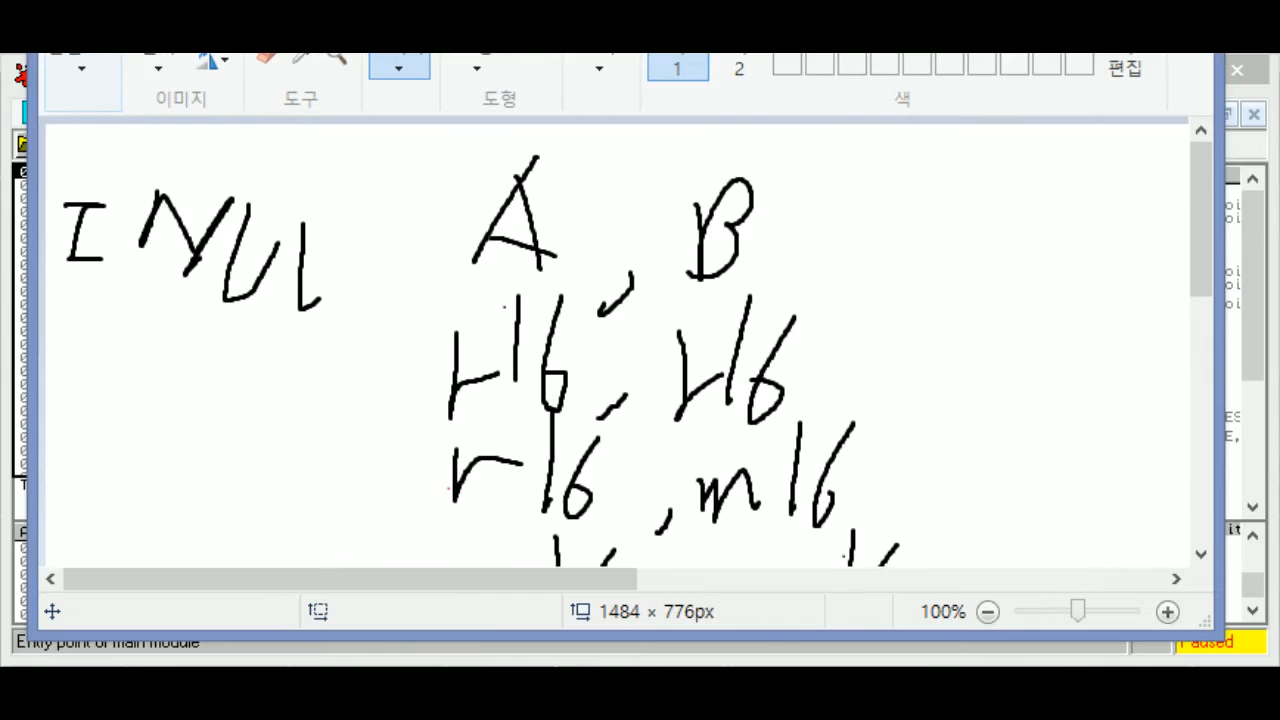 1 2 편집
이미지 도구 도형 색
INUL A , B
r16, r16
r16, m16
1484 × 776px 100%
Entry point of main module Paused